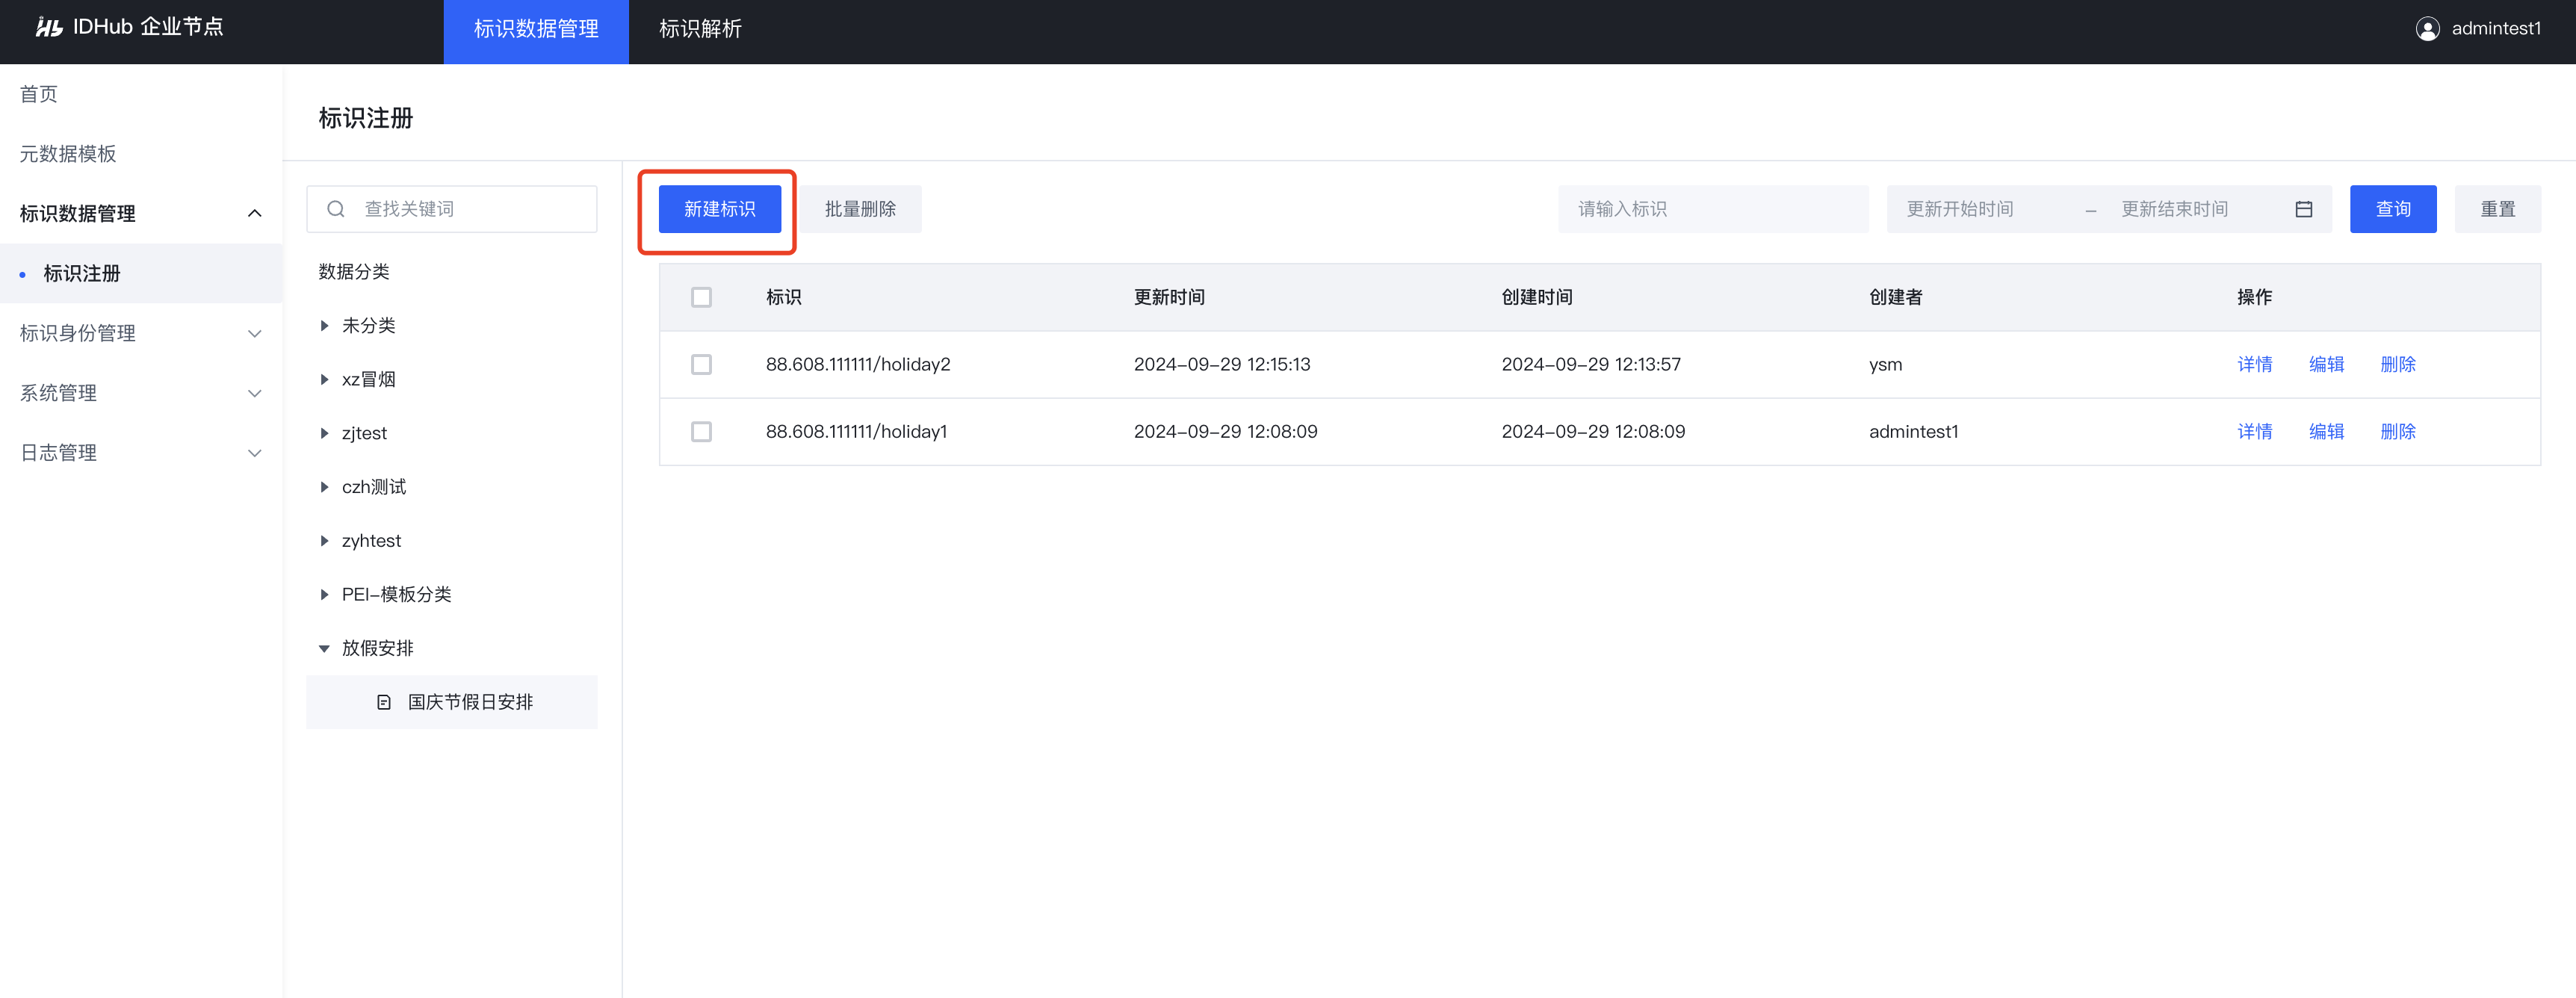 IDHub 企业节点
标识数据管理
标识解析
admintest1
首页
元数据模板
标识数据管理
标识注册
标识身份管理
系统管理
日志管理
标识注册
查找关键词
数据分类
未分类
xz冒烟
zjtest
czh测试
zyhtest
PEI-模板分类
放假安排
国庆节假日安排
新建标识 批量删除 请输入标识 更新开始时间 – 更新结束时间 查询 重置
标识 更新时间 创建时间 创建者 操作
88.608.111111/holiday2 2024-09-29 12:15:13 2024-09-29 12:13:57 ysm 详情 编辑 删除
88.608.111111/holiday1 2024-09-29 12:08:09 2024-09-29 12:08:09 admintest1 详情 编辑 删除